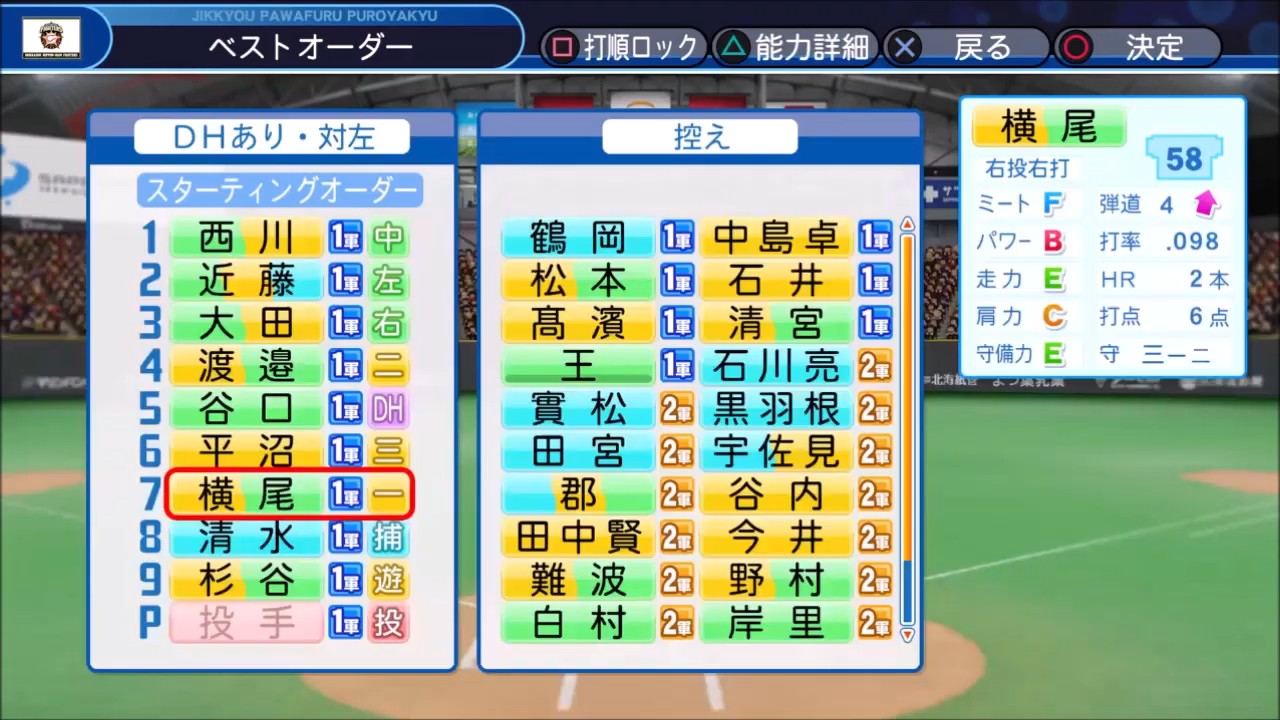 JIKKYOU PAWAFURU PUROYAKYU
ベストオーダー
打順ロック 能力詳細 戻る 決定
DHあり・対左
スターティングオーダー
1 西川 1軍 中
2 近藤 1軍 左
3 大田 1軍 右
4 渡邉 1軍 二
5 谷口 1軍 DH
6 平沼 1軍 三
7 横尾 1軍 一
8 清水 1軍 捕
9 杉谷 1軍 遊
P 投手 1軍 投
控え
鶴岡 1軍 中島卓 1軍
松本 1軍 石井 1軍
髙濱 1軍 清宮 1軍
王 1軍 石川亮 2軍
實松 2軍 黒羽根 2軍
田宮 2軍 宇佐見 2軍
郡 2軍 谷内 2軍
田中賢 2軍 今井 2軍
難波 2軍 野村 2軍
白村 2軍 岸里 2軍
横尾
右投右打 58
ミート F 弾道 4
パワー B 打率 .098
走力 E HR 2本
肩力 C 打点 6点
守備力 E 守 三一二